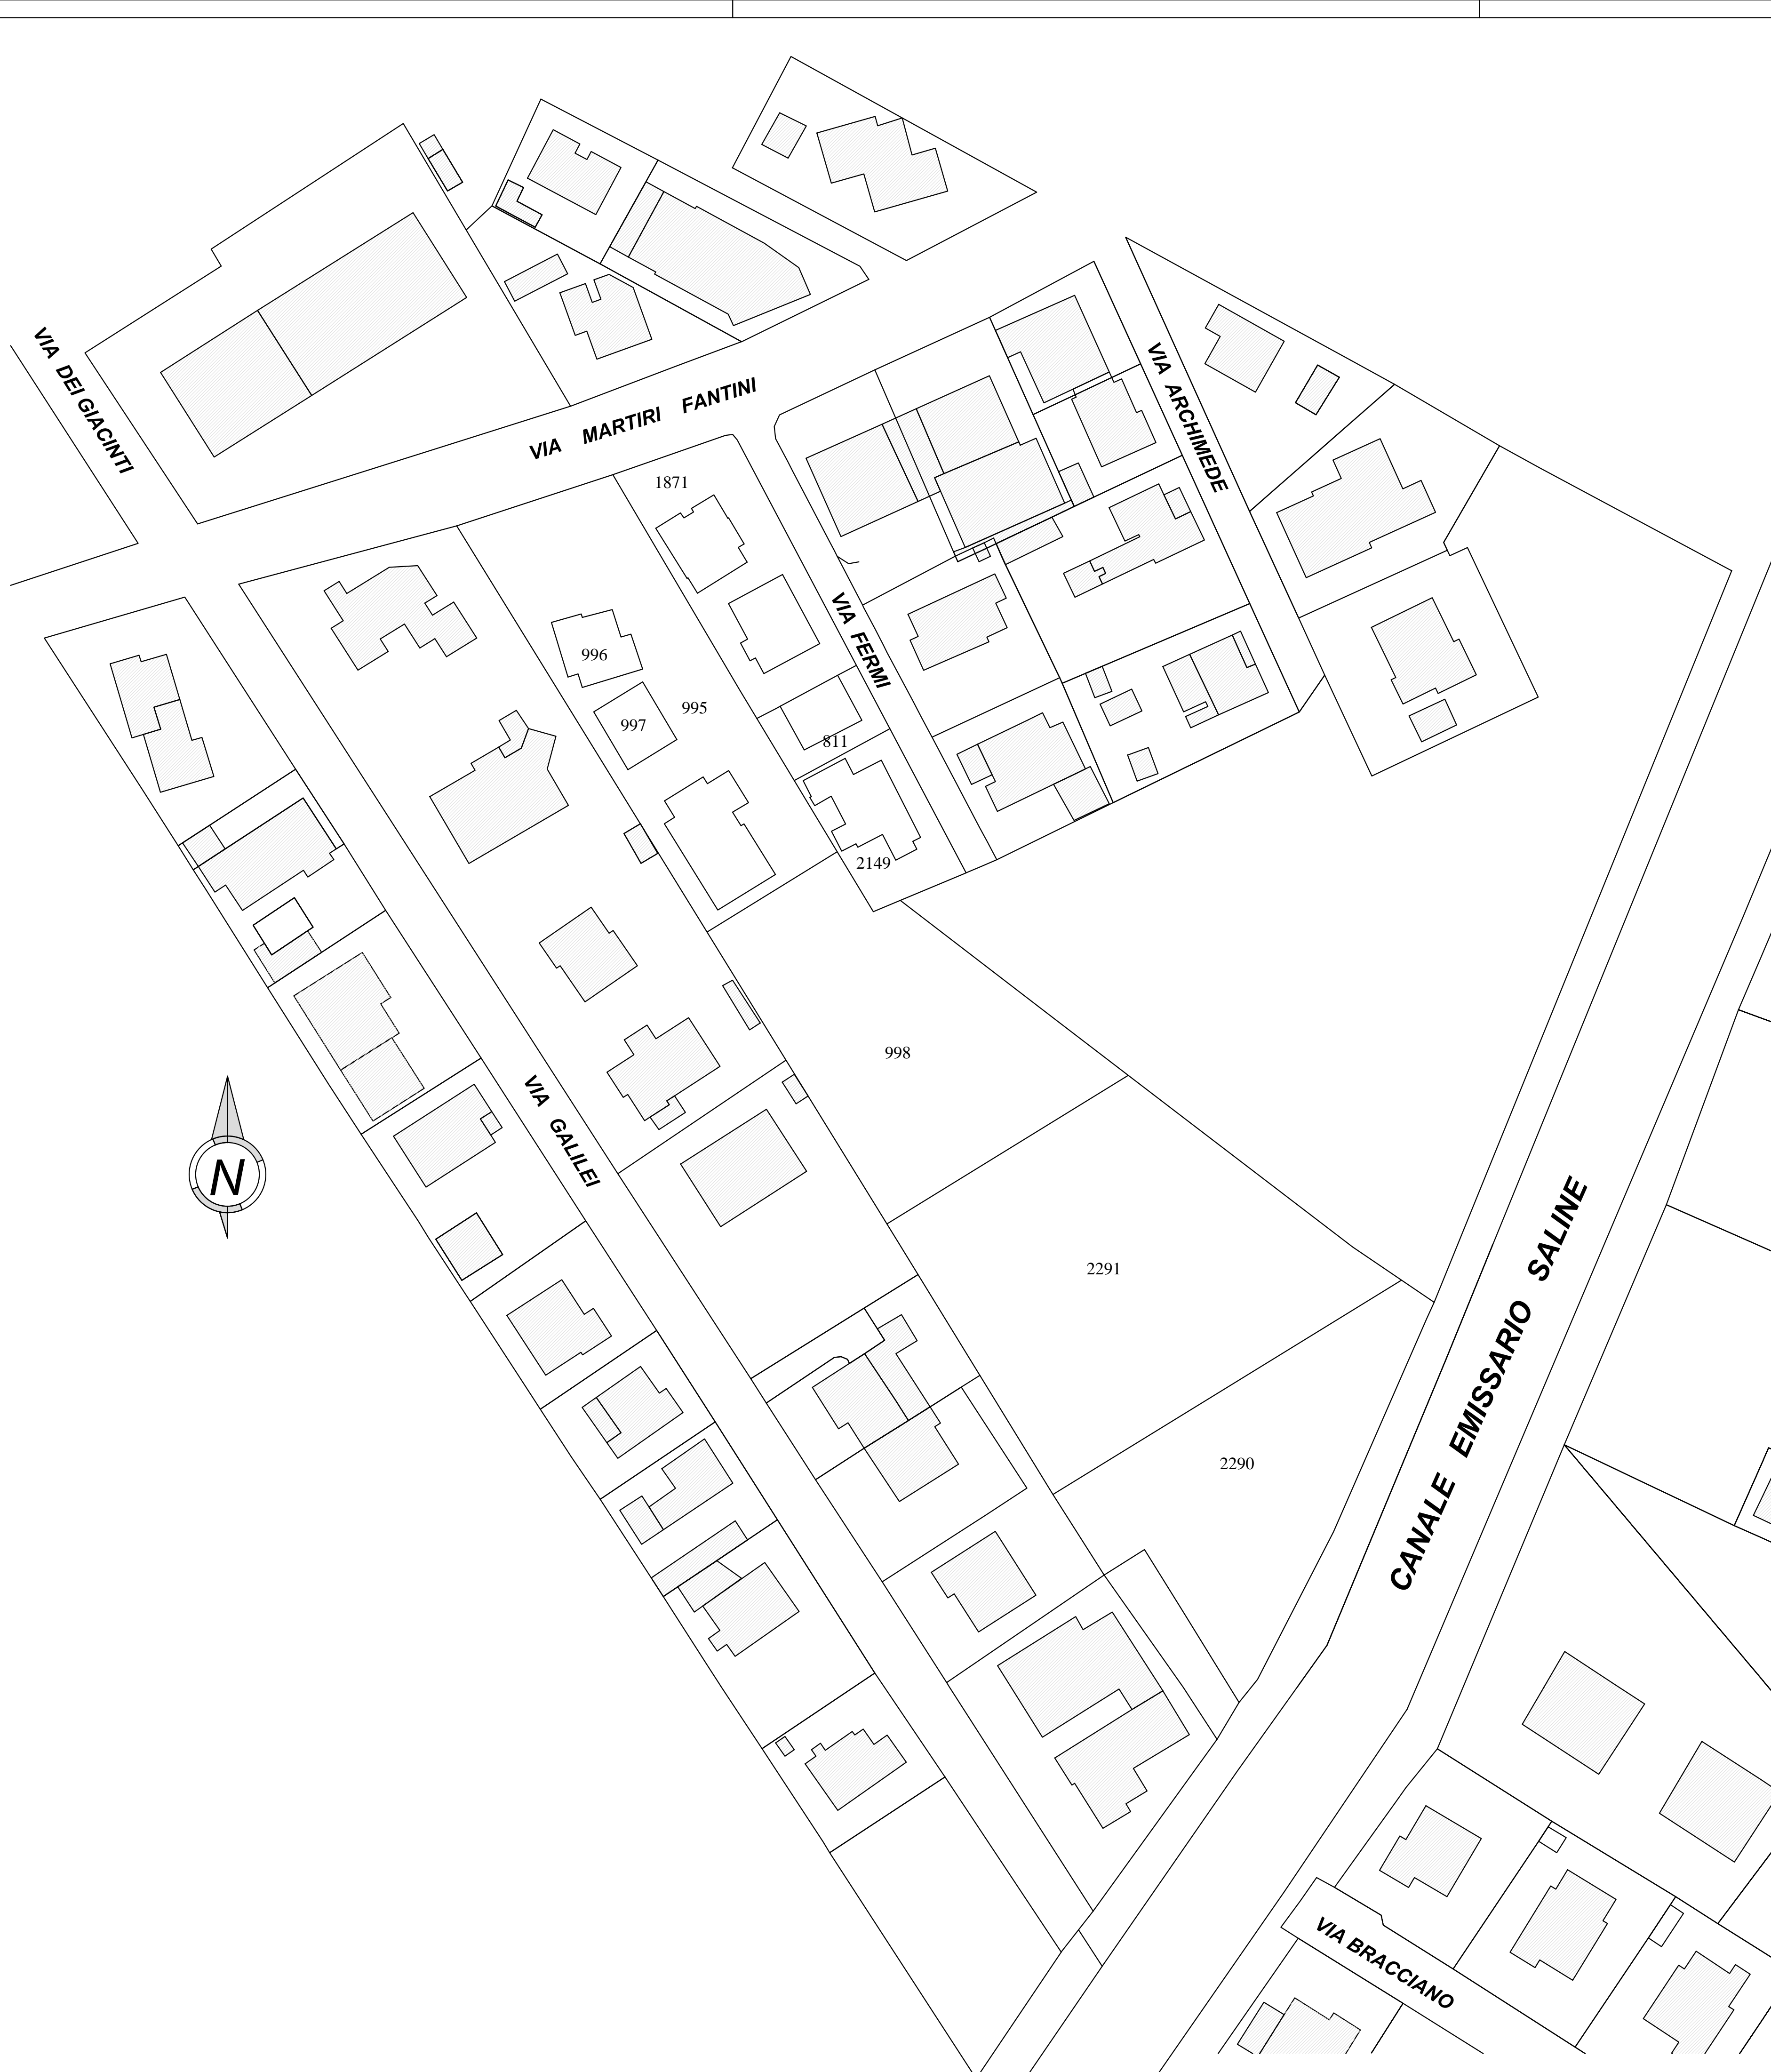 VIA DEI GIACINTI
VIA MARTIRI FANTINI
VIA ARCHIMEDE
1871
VIA FERMI
996
995
997
811
2149
998
VIA GALILEI
N
2291
CANALE EMISSARIO SALINE
2290
VIA BRACCIANO